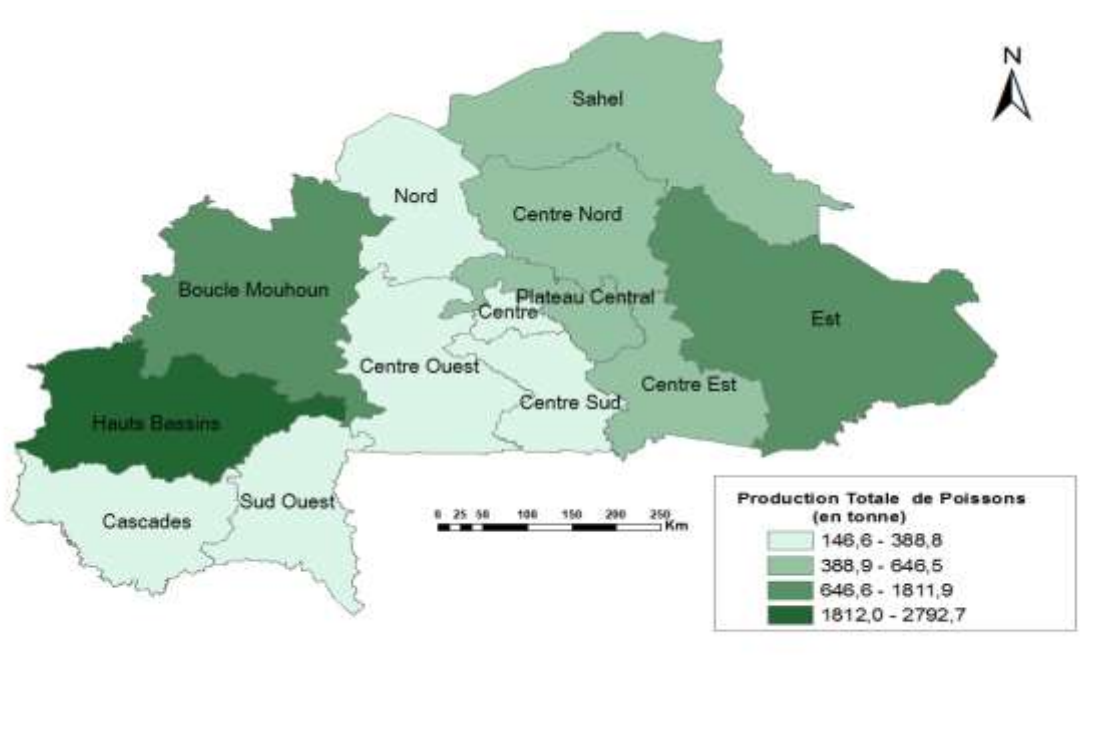 N
Sahel
Nord
Centre Nord
Boucle Mouhoun
Plateau Central
Centre
Est
Centre Ouest
Centre Est
Centre Sud
Hauts Bassins
Sud Ouest
Cascades
0 25 50 100 150 200 250
Km
Production Totale de Poissons
(en tonne)
146,6 - 388,8
388,9 - 646,5
646,6 - 1811,9
1812,0 - 2792,7